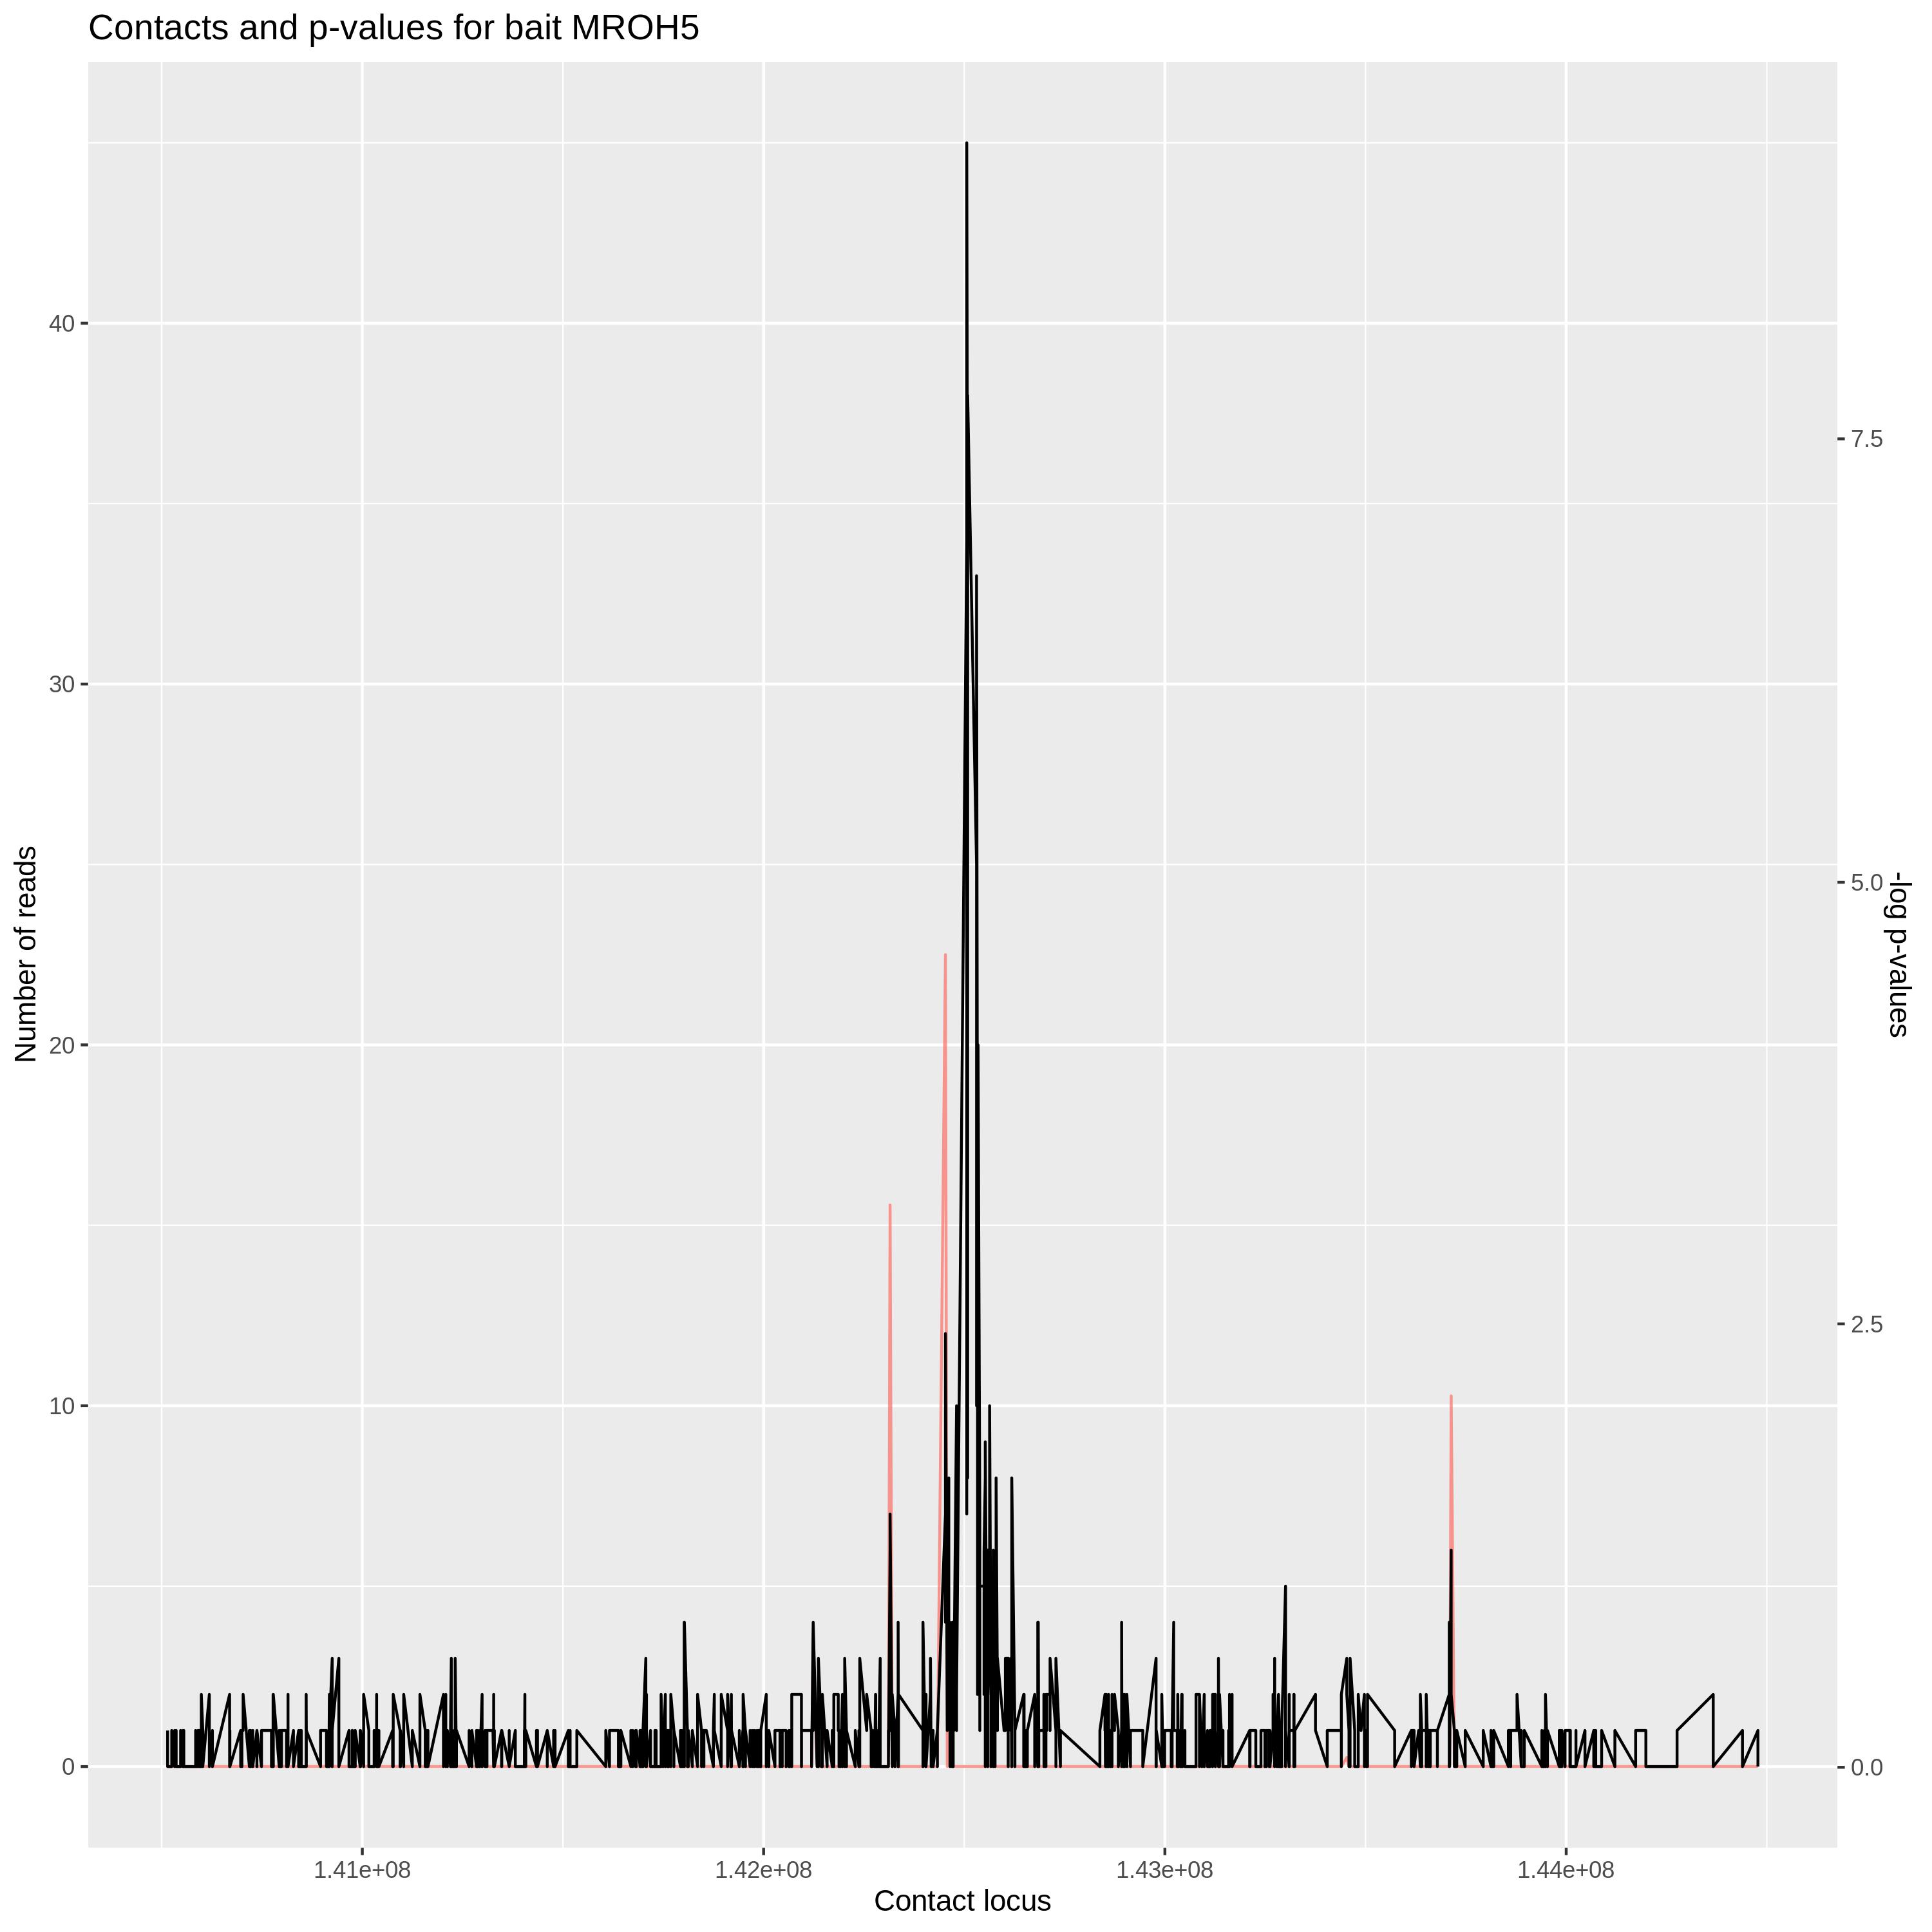 Contacts and p-values for bait MROH5
Number of reads
40
30
20
10
0
7.5
5.0
2.5
0.0
-log p-values
1.41e+08
1.42e+08
1.43e+08
1.44e+08
Contact locus